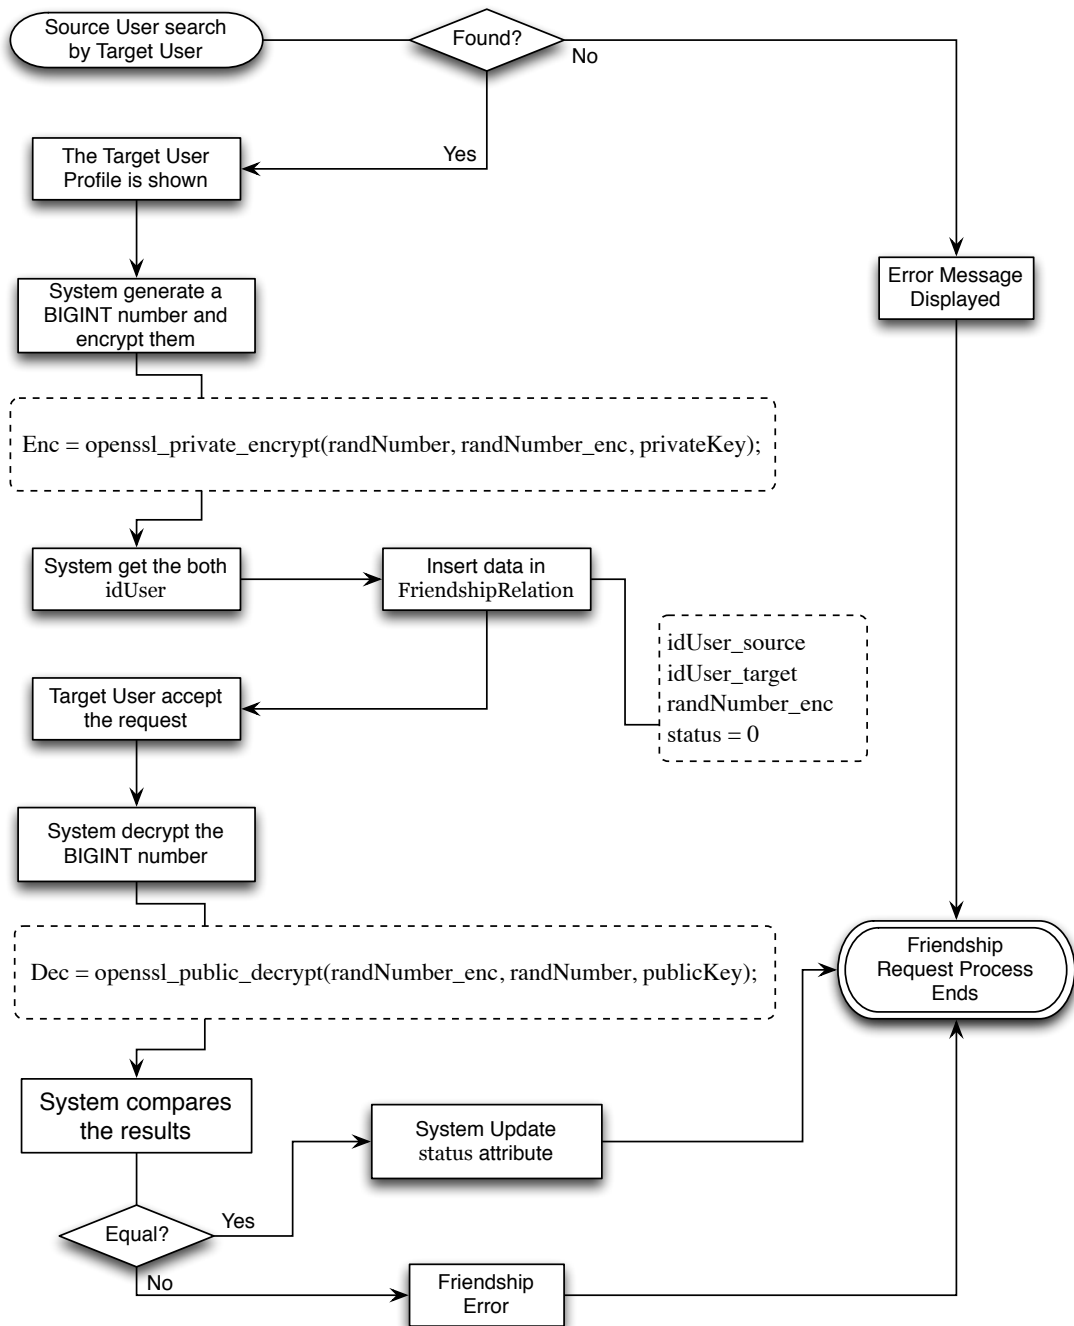 Source User search
by Target User
Found?
No
Yes
The Target User
Profile is shown
System generate a
BIGINT number and
encrypt them
Error Message
Displayed
Enc = openssl_private_encrypt(randNumber, randNumber_enc, privateKey);
System get the both
idUser
Insert data in
FriendshipRelation
idUser_source
idUser_target
randNumber_enc
status = 0
Target User accept
the request
System decrypt the
BIGINT number
Dec = openssl_public_decrypt(randNumber_enc, randNumber, publicKey);
Friendship
Request Process
Ends
System compares
the results
System Update
status attribute
Equal?
Yes
No
Friendship
Error